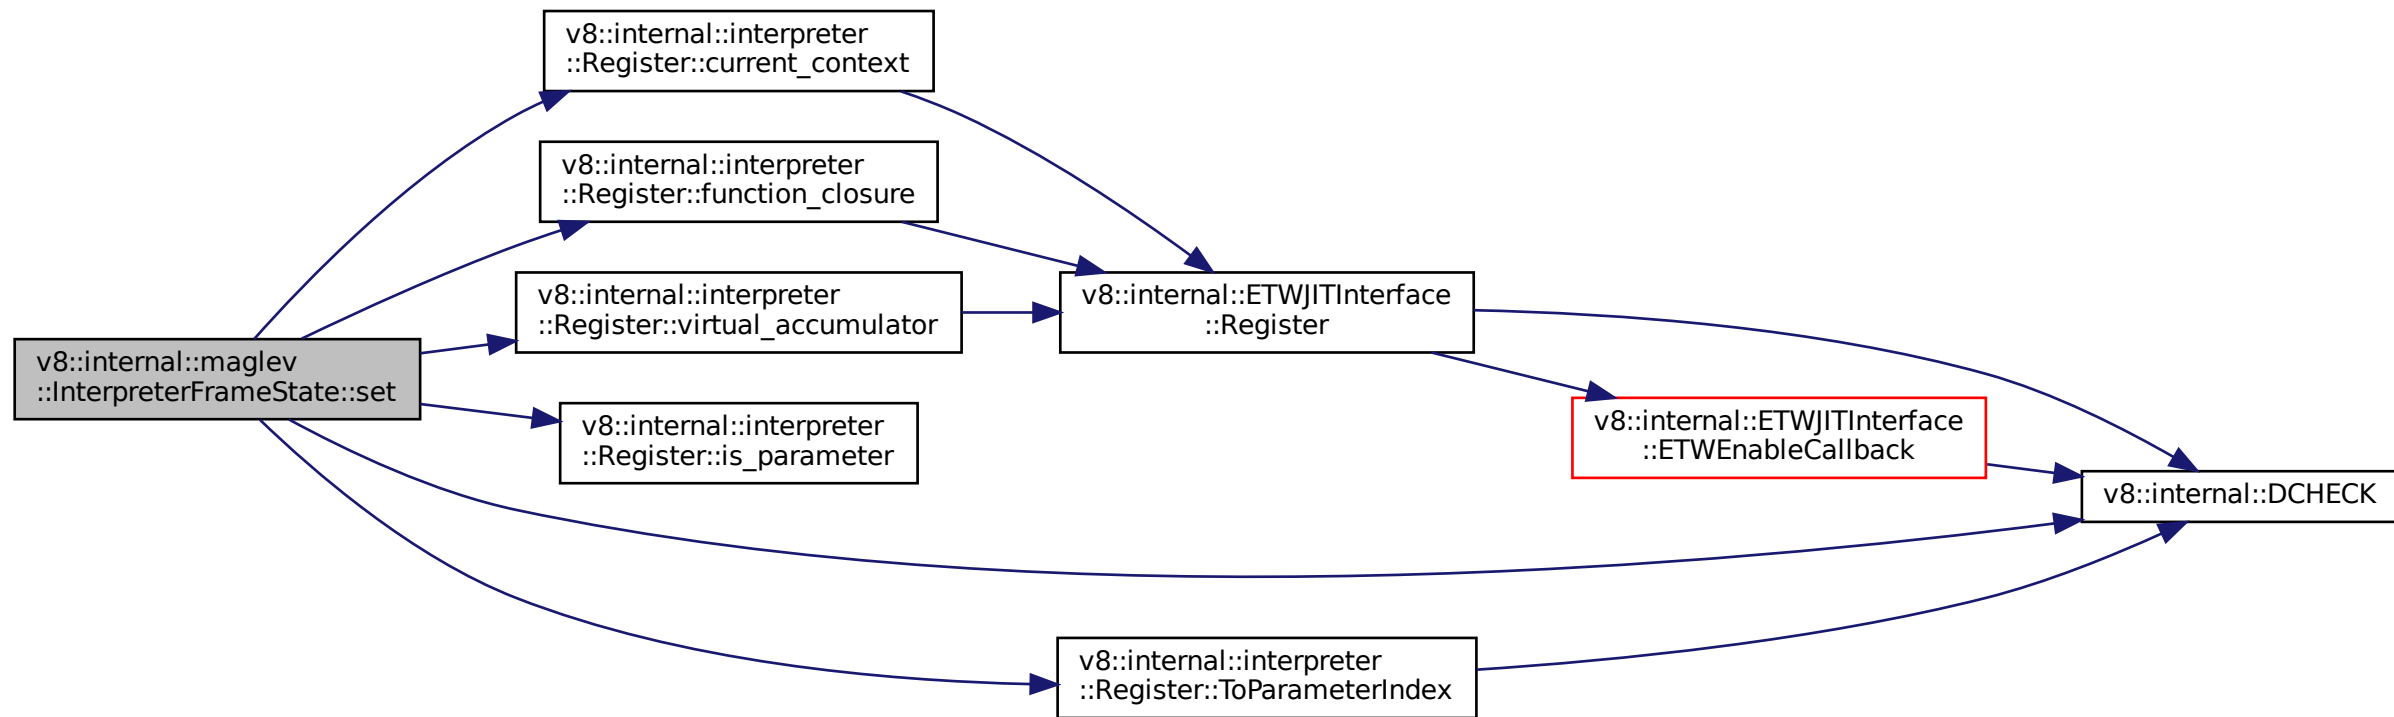 v8::internal::interpreter
::Register::current_context
v8::internal::interpreter
::Register::function_closure
v8::internal::interpreter
::Register::virtual_accumulator
v8::internal::ETWJITInterface
::Register
v8::internal::maglev
::InterpreterFrameState::set
v8::internal::interpreter
::Register::is_parameter
v8::internal::ETWJITInterface
::ETWEnableCallback
v8::internal::DCHECK
v8::internal::interpreter
::Register::ToParameterIndex